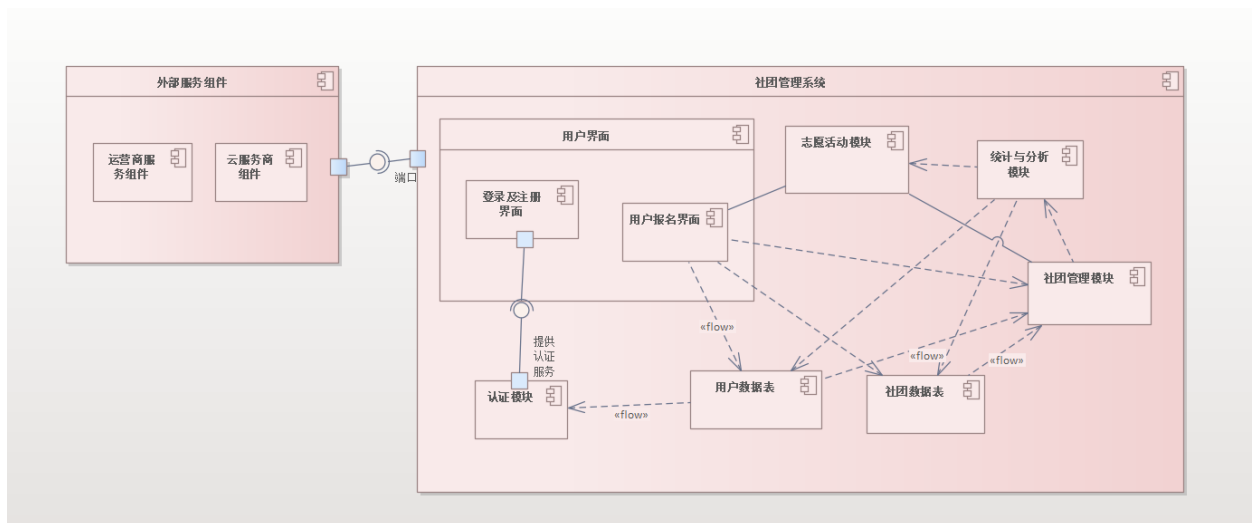 外部服务组件
运营商服
务组件
云服务商
组件
端口
社团管理系统
用户界面
登录及注册
界面
用户报名界面
志愿活动模块
统计与分析
模块
社团管理模块
«flow»
提供
认证
服务
«flow»
«flow»
用户数据表
社团数据表
认证模块
«flow»